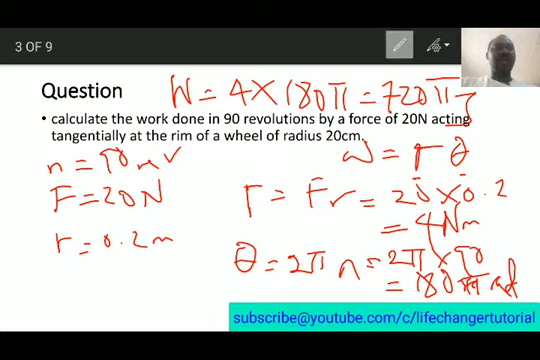 3 OF 9
Question
W = 4 × 180π = 720π J
• calculate the work done in 90 revolutions by a force of 20N acting
tangentially at the rim of a wheel of radius 20cm.
W = Γ θ
n = 90 rev
F = 20N
Γ = Fr = 20 × 0.2
= 4Nm
r = 0.2 m
θ = 2π n = 2π × 90
= 180π rad
subscribe@youtube.com/c/lifechangertutorial